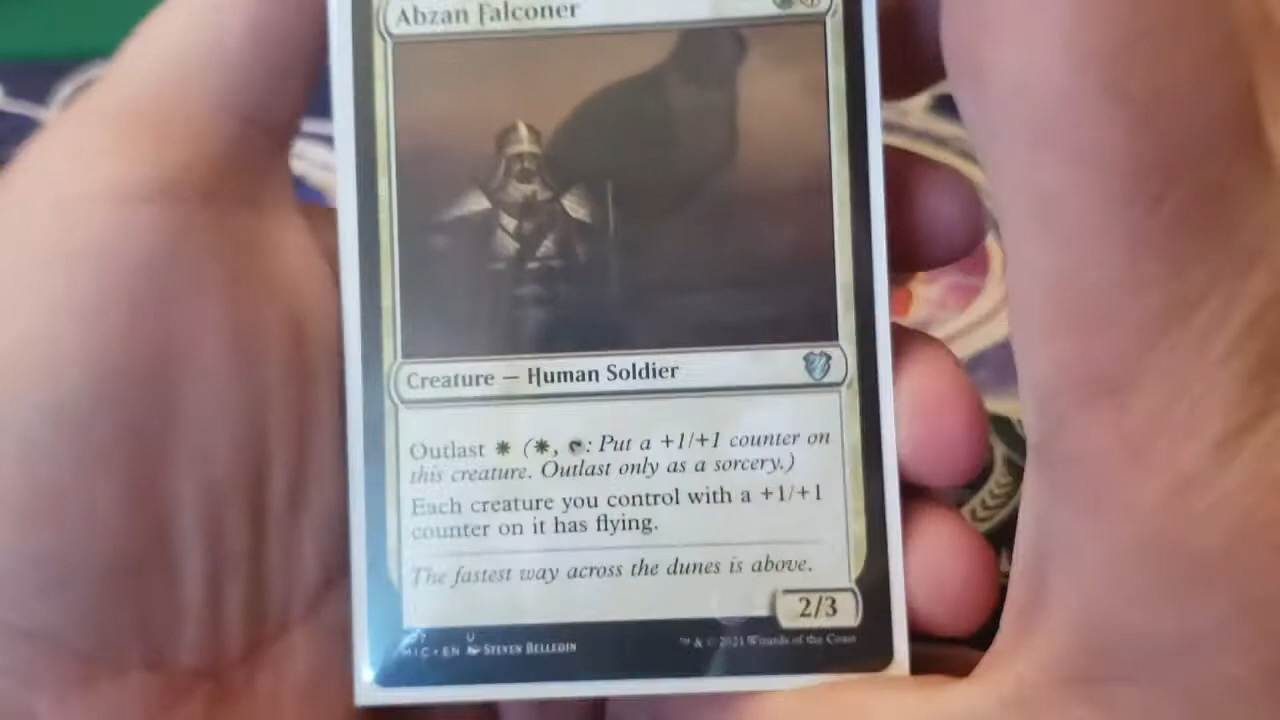 Abzan Falconer
Creature — Human Soldier
Outlast (, : Put a +1/+1 counter on
this creature. Outlast only as a sorcery.)
Each creature you control with a +1/+1
counter on it has flying.
The fastest way across the dunes is above.
2/3
U
MIC • EN STEVEN BELLEDIN
™ & © 2021 Wizards of the Coast